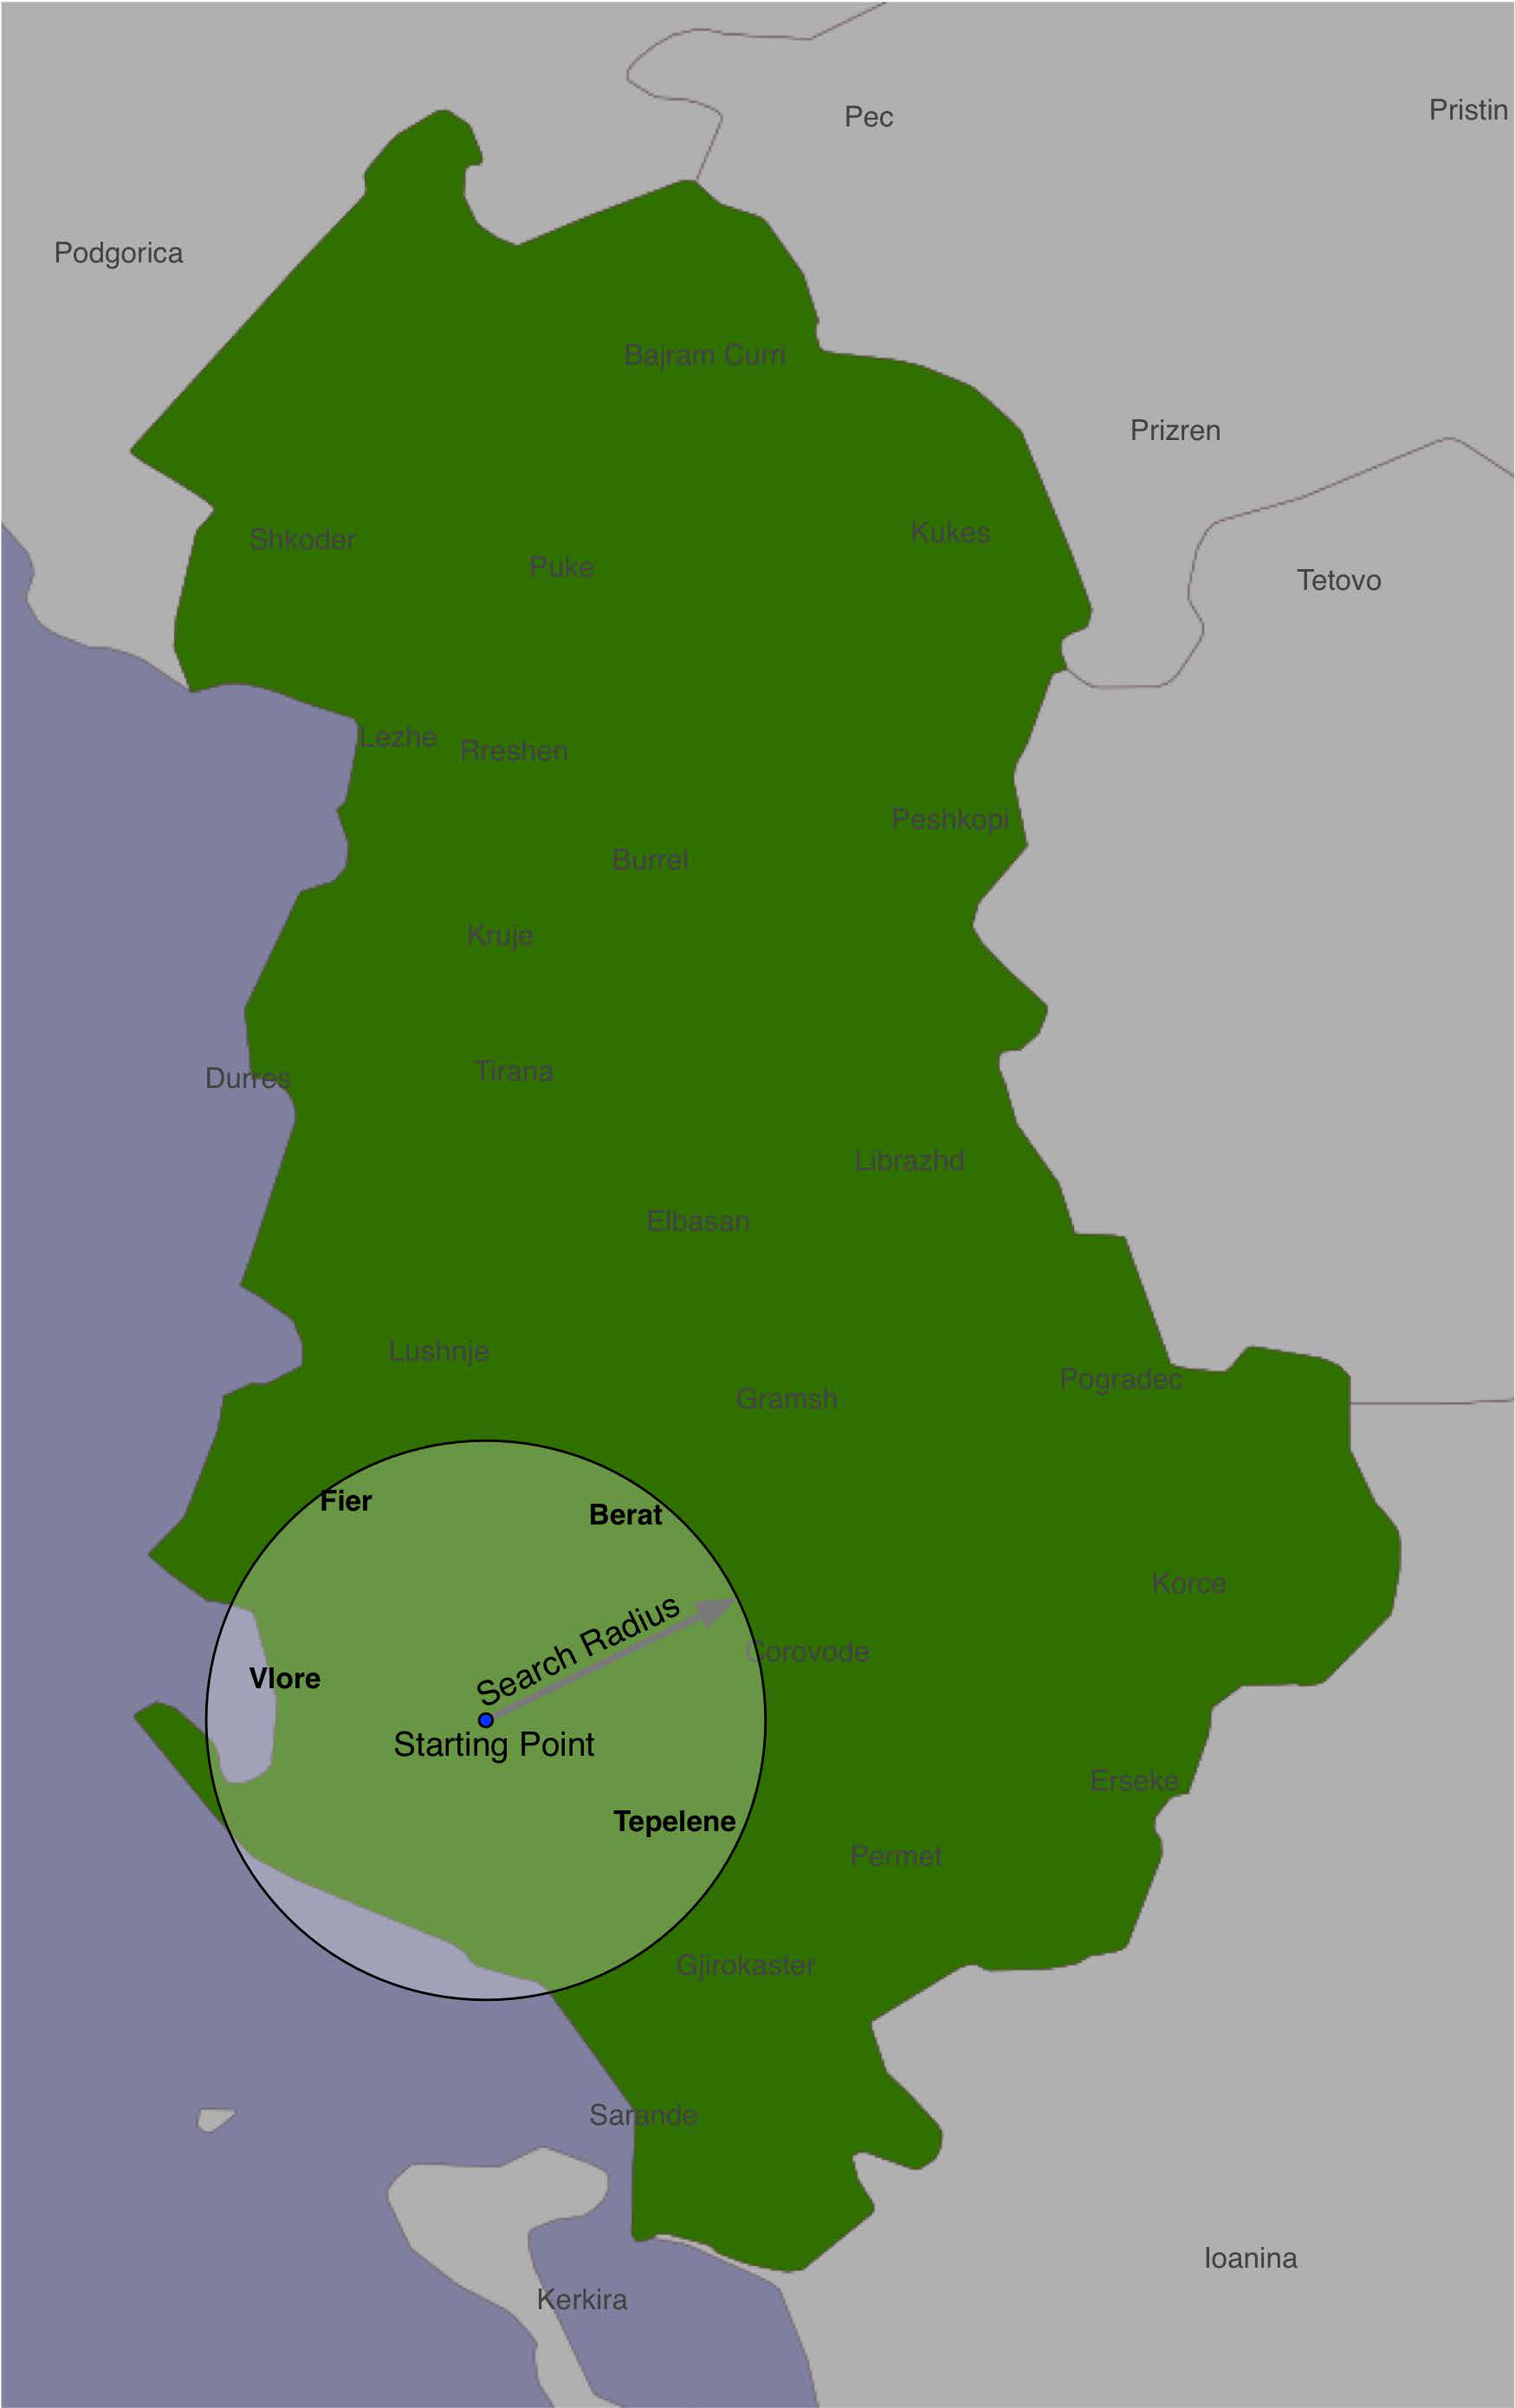 Pristin
Pec
Podgorica
Bajram Curri
Prizren
Kukes
Shkoder
Puke
Tetovo
Lezhe
Rreshen
Peshkopi
Burrel
Kruje
Tirana
Durres
Librazhd
Elbasan
Lushnje
Pogradec
Gramsh
Fier
Berat
Korce
Search Radius
Corovode
Vlore
Starting Point
Erseke
Tepelene
Permet
Gjirokaster
Sarande
Ioanina
Kerkira